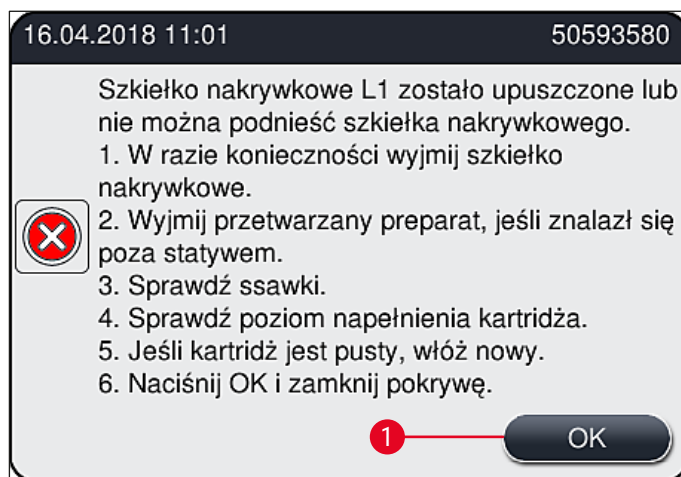 16.04.2018 11:01 50593580
Szkiełko nakrywkowe L1 zostało upuszczone lub
nie można podnieść szkiełka nakrywkowego.
1. W razie konieczności wyjmij szkiełko
nakrywkowe.
2. Wyjmij przetwarzany preparat, jeśli znalazł się
poza statywem.
3. Sprawdź ssawki.
4. Sprawdź poziom napełnienia kartridża.
5. Jeśli kartridż jest pusty, włóż nowy.
6. Naciśnij OK i zamknij pokrywę.
1 OK